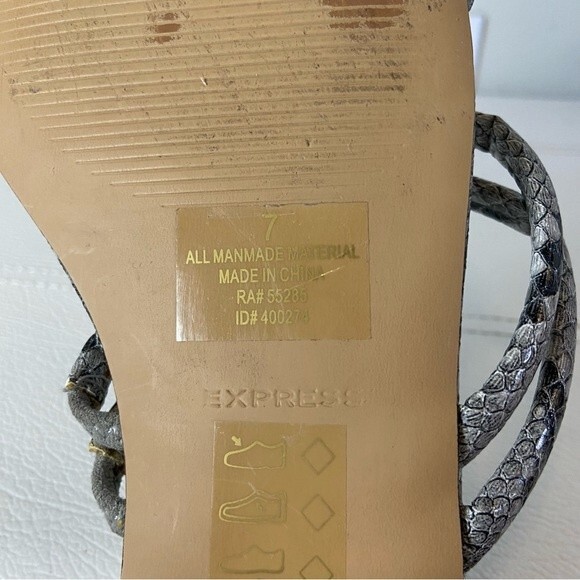 7
ALL MANMADE MATERIAL
MADE IN CHINA
RA# 55285
ID# 400274
EXPRESS